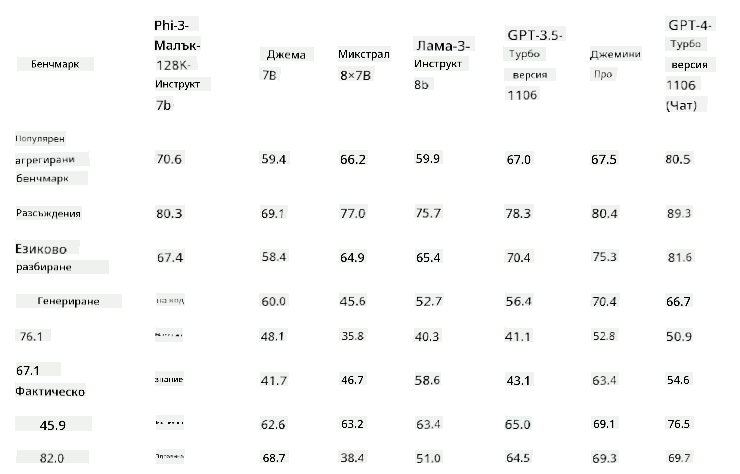 Бенчмарк Phi-3-Малък-128K-Инструкт 7b Джема 7B Микстрал 8×7B Лама-3-Инструкт 8b GPT-3.5-Турбо версия 1106 Джемини Про GPT-4-Турбо версия 1106 (Чат)
Популярен агрегирани бенчмарк 70.6 59.4 66.2 59.9 67.0 67.5 80.5
Разсъждения 80.3 69.1 77.0 75.7 78.3 80.4 89.3
Езиково разбиране 67.4 58.4 64.9 65.4 70.4 75.3 81.6
Генериране на код 60.0 45.6 52.7 56.4 70.4 66.7
76.1 48.1 35.8 40.3 41.1 52.8 50.9
67.1 Фактическо знание 41.7 46.7 58.6 43.1 63.4 54.6
45.9 62.6 63.2 63.4 65.0 69.1 76.5
82.0 68.7 38.4 51.0 64.5 69.3 69.7